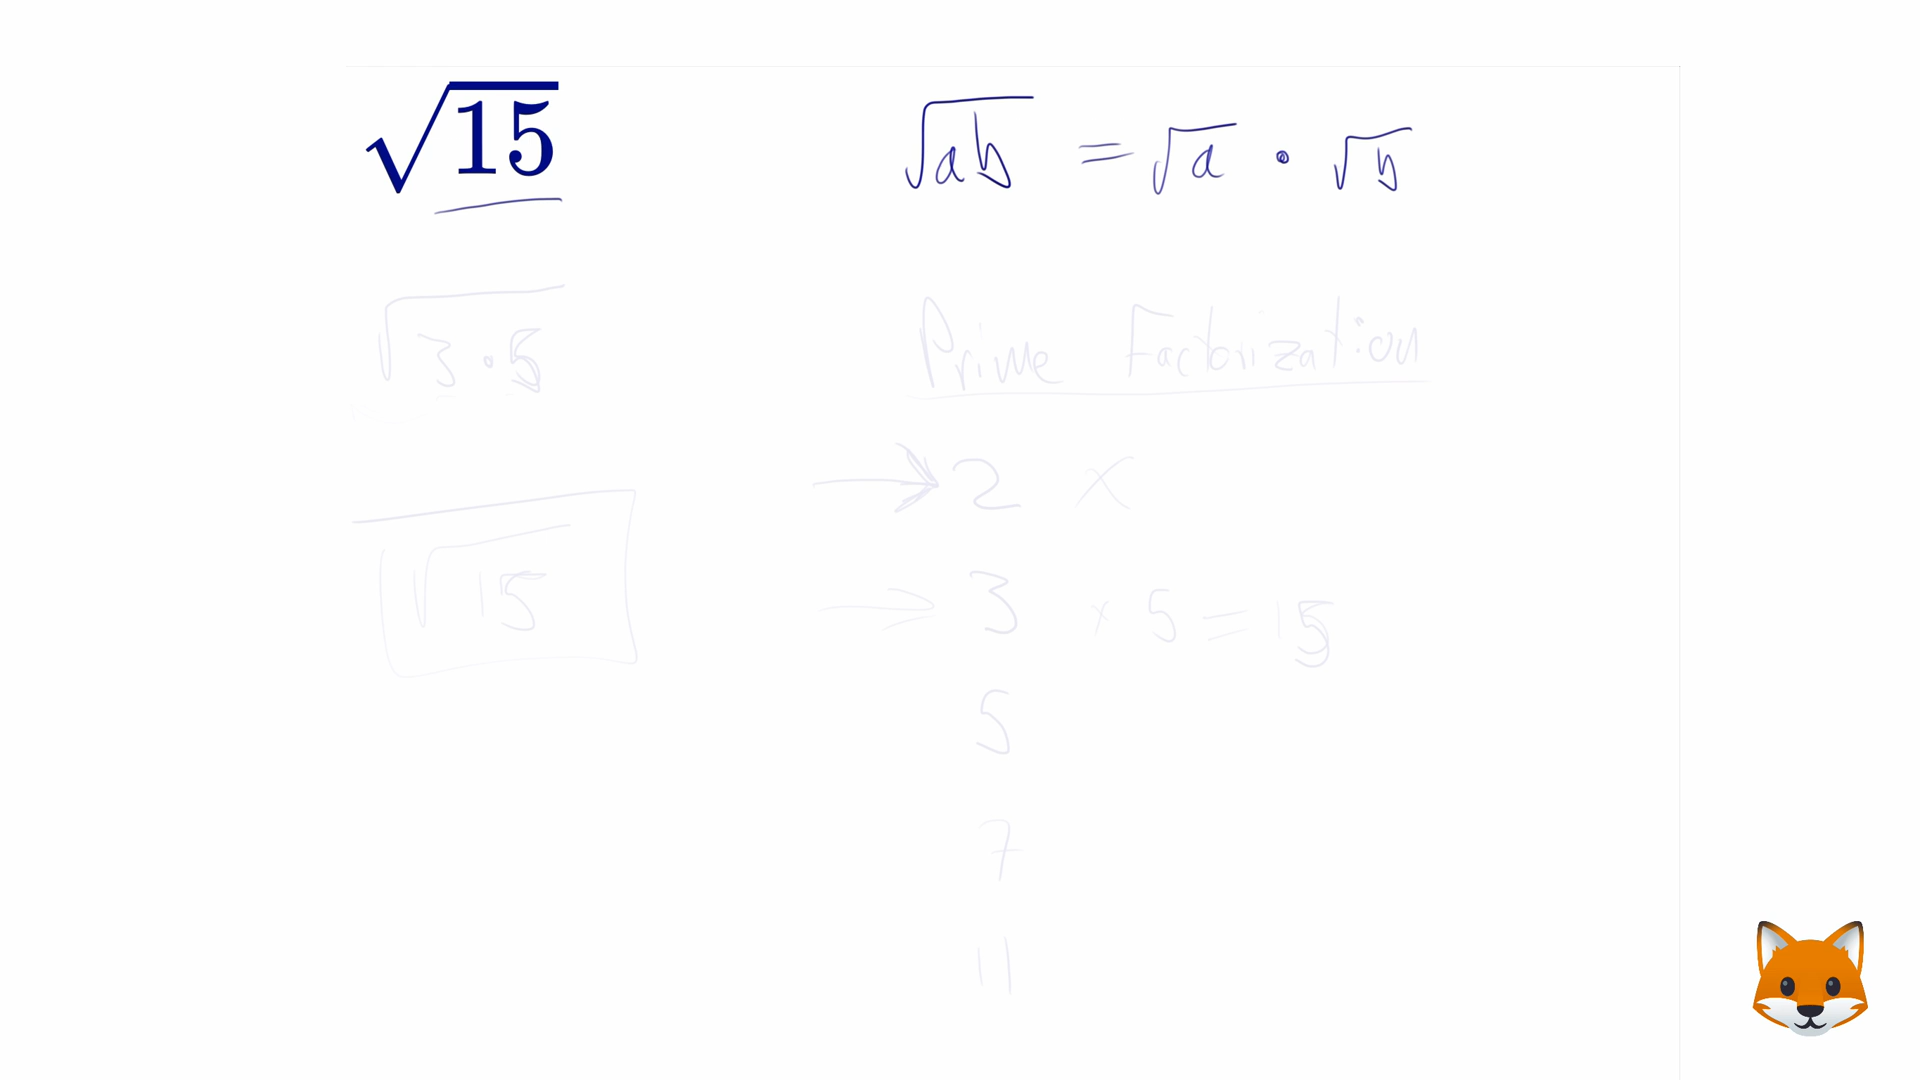 √15
√ab = √a · √b
√3·5
Prime Factorization
→ 2 ×
√15
→ 3 × 5 = 15
5
7
11